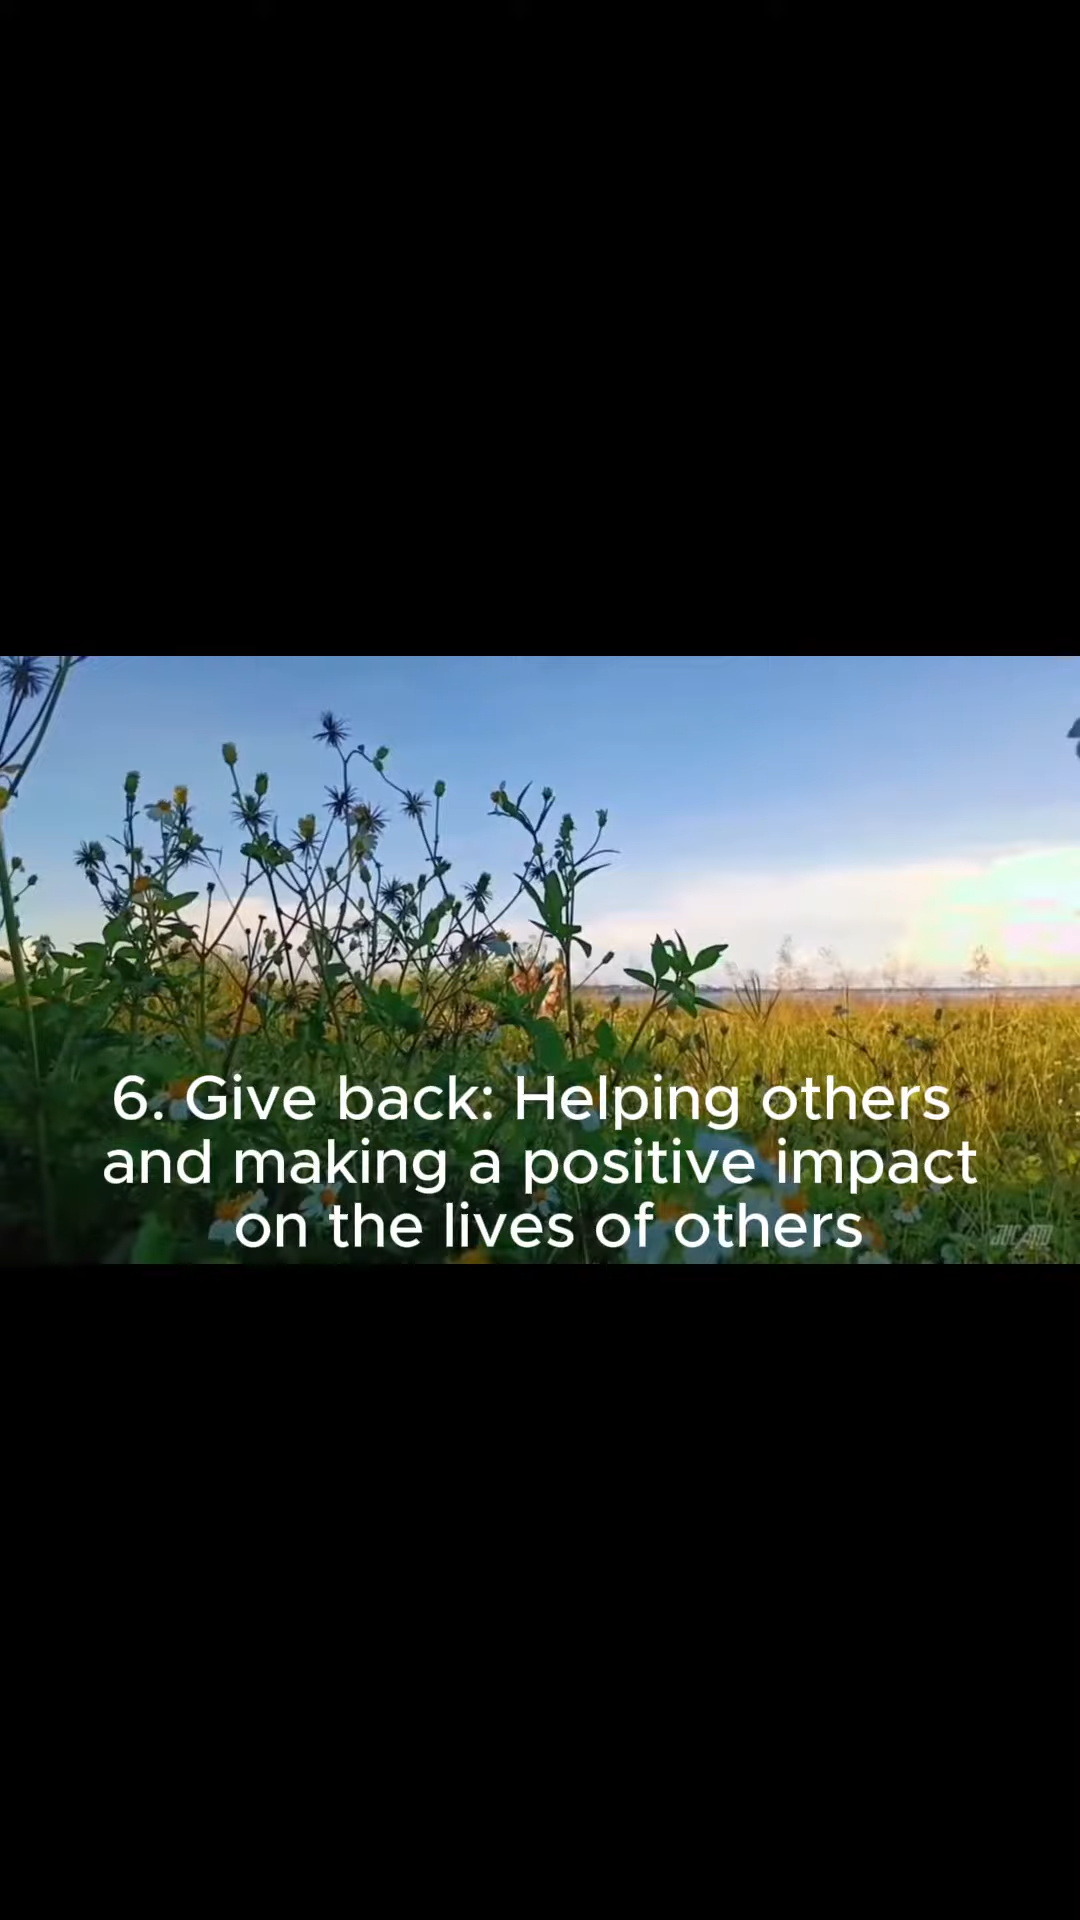 6. Give back: Helping others
and making a positive impact
on the lives of others